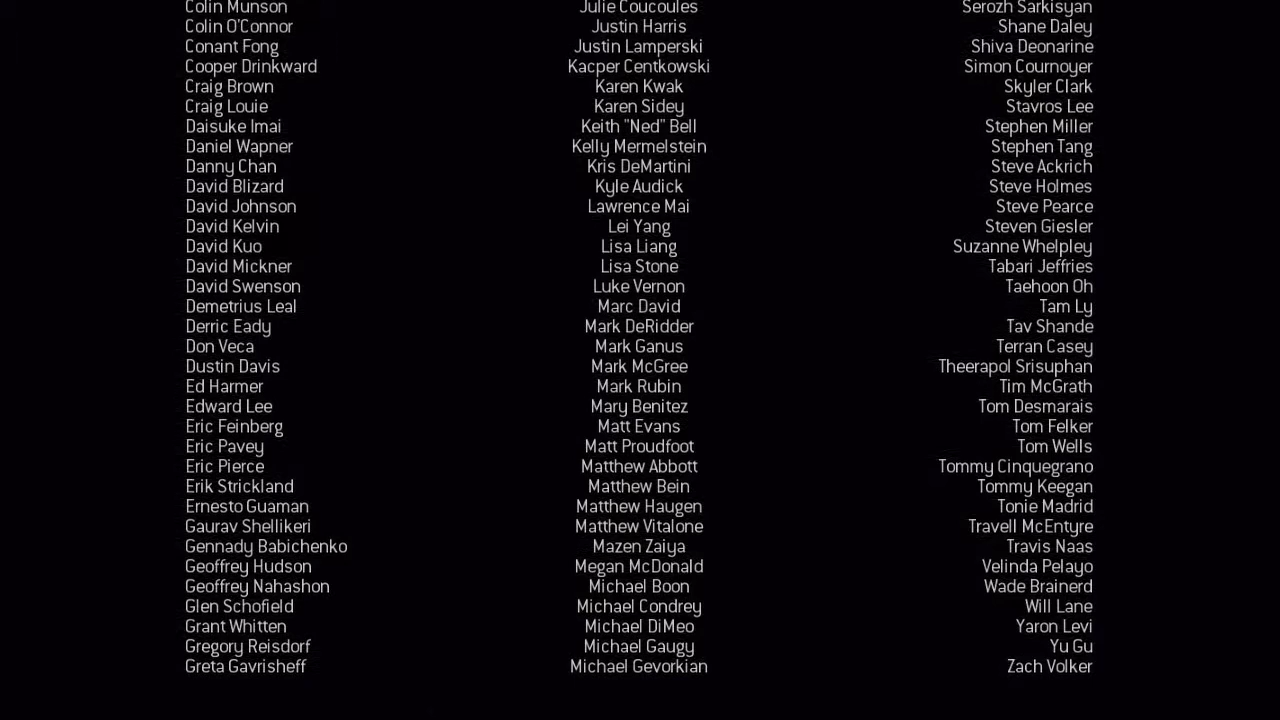 Colin Munson
Colin O'Connor
Conant Fong
Cooper Drinkward
Craig Brown
Craig Louie
Daisuke Imai
Daniel Wapner
Danny Chan
David Blizard
David Johnson
David Kelvin
David Kuo
David Mickner
David Swenson
Demetrius Leal
Derric Eady
Don Veca
Dustin Davis
Ed Harmer
Edward Lee
Eric Feinberg
Eric Pavey
Eric Pierce
Erik Strickland
Ernesto Guaman
Gaurav Shellikeri
Gennady Babichenko
Geoffrey Hudson
Geoffrey Nahashon
Glen Schofield
Grant Whitten
Gregory Reisdorf
Greta Gavrisheff
Julie Coucoules
Justin Harris
Justin Lamperski
Kacper Centkowski
Karen Kwak
Karen Sidey
Keith "Ned" Bell
Kelly Mermelstein
Kris DeMartini
Kyle Audick
Lawrence Mai
Lei Yang
Lisa Liang
Lisa Stone
Luke Vernon
Marc David
Mark DeRidder
Mark Ganus
Mark McGree
Mark Rubin
Mary Benitez
Matt Evans
Matt Proudfoot
Matthew Abbott
Matthew Bein
Matthew Haugen
Matthew Vitalone
Mazen Zaiya
Megan McDonald
Michael Boon
Michael Condrey
Michael DiMeo
Michael Gaugy
Michael Gevorkian
Serozh Sarkisyan
Shane Daley
Shiva Deonarine
Simon Cournoyer
Skyler Clark
Stavros Lee
Stephen Miller
Stephen Tang
Steve Ackrich
Steve Holmes
Steve Pearce
Steven Giesler
Suzanne Whelpley
Tabari Jeffries
Taehoon Oh
Tam Ly
Tav Shande
Terran Casey
Theerapol Srisuphan
Tim McGrath
Tom Desmarais
Tom Felker
Tom Wells
Tommy Cinquegrano
Tommy Keegan
Tonie Madrid
Travell McEntyre
Travis Naas
Velinda Pelayo
Wade Brainerd
Will Lane
Yaron Levi
Yu Gu
Zach Volker